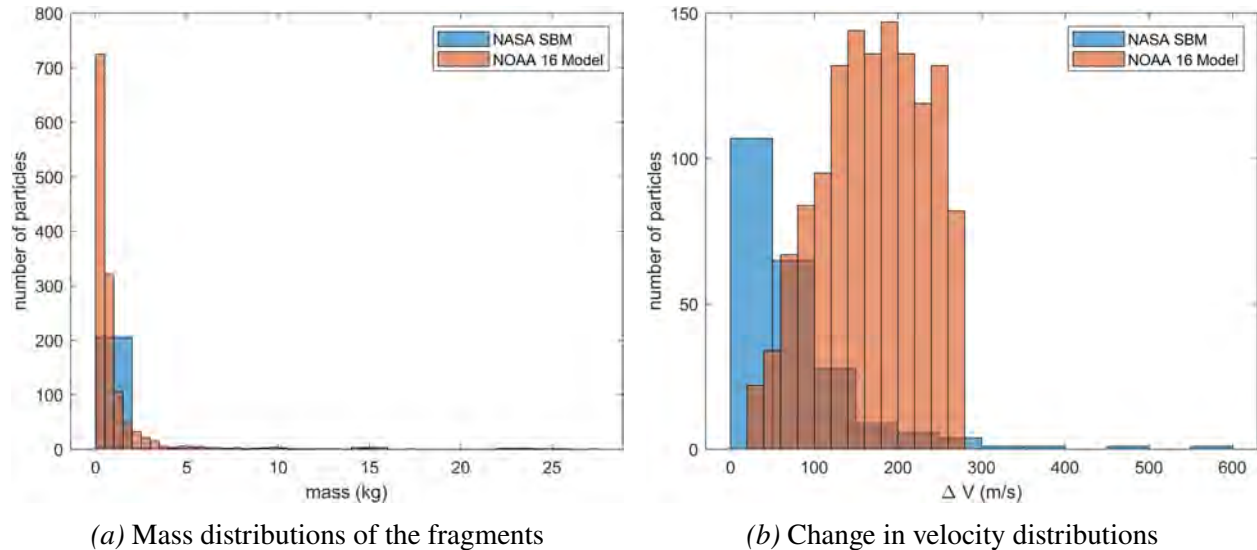 800
700
600
500
400
300
200
100
0
number of particles
NASA SBM
NOAA 16 Model
0 5 10 15 20 25
mass (kg)
(a) Mass distributions of the fragments
150
100
50
0
number of particles
NASA SBM
NOAA 16 Model
0 100 200 300 400 500 600
Δ V (m/s)
(b) Change in velocity distributions